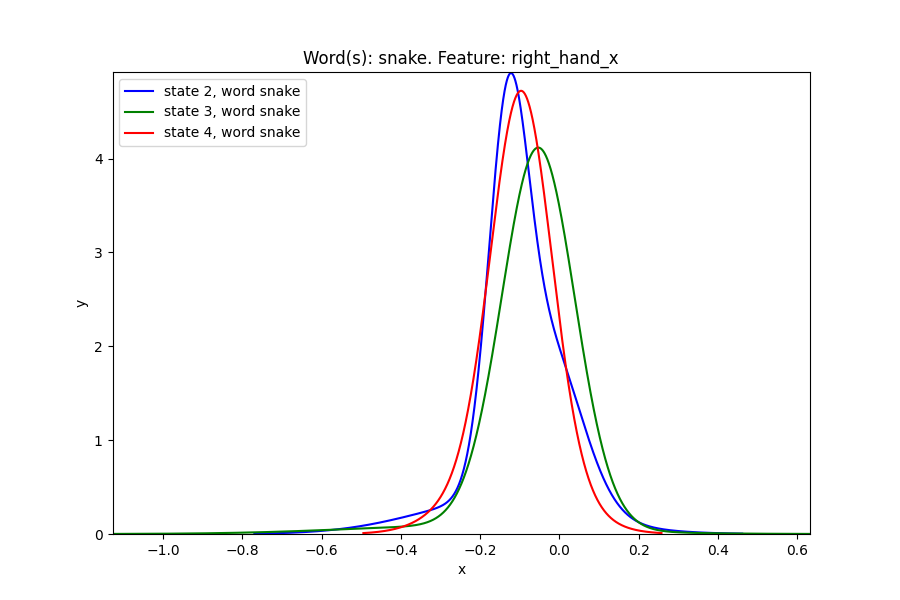 Word(s): snake. Feature: right_hand_x
state 2, word snake
state 3, word snake
state 4, word snake
y
4
3
2
1
0
−1.0 −0.8 −0.6 −0.4 −0.2 0.0 0.2 0.4 0.6
x